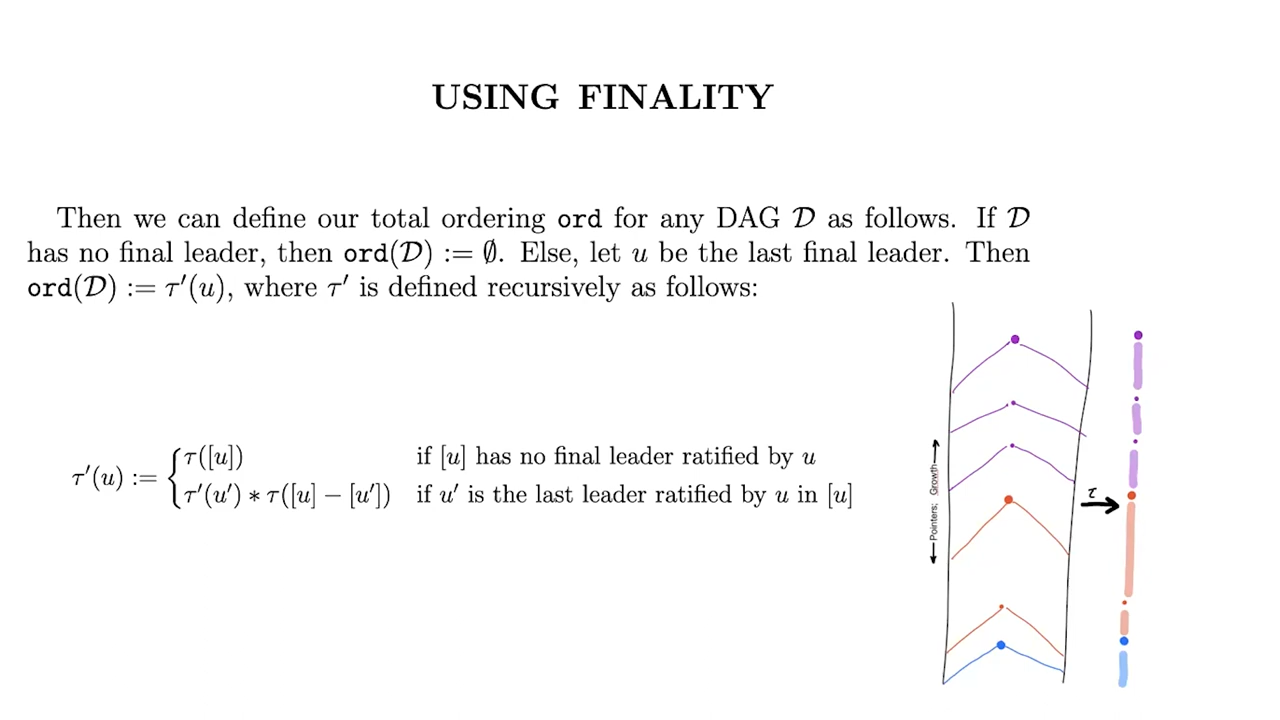 USING FINALITY
Then we can define our total ordering ord for any DAG 𝒟 as follows. If 𝒟
has no final leader, then ord(𝒟) := ∅. Else, let u be the last final leader. Then
ord(𝒟) := τ′(u), where τ′ is defined recursively as follows:
τ′(u) := { τ([u]) if [u] has no final leader ratified by u
τ′(u′) ∗ τ([u] − [u′]) if u′ is the last leader ratified by u in [u]
Pointers; Growth
τ